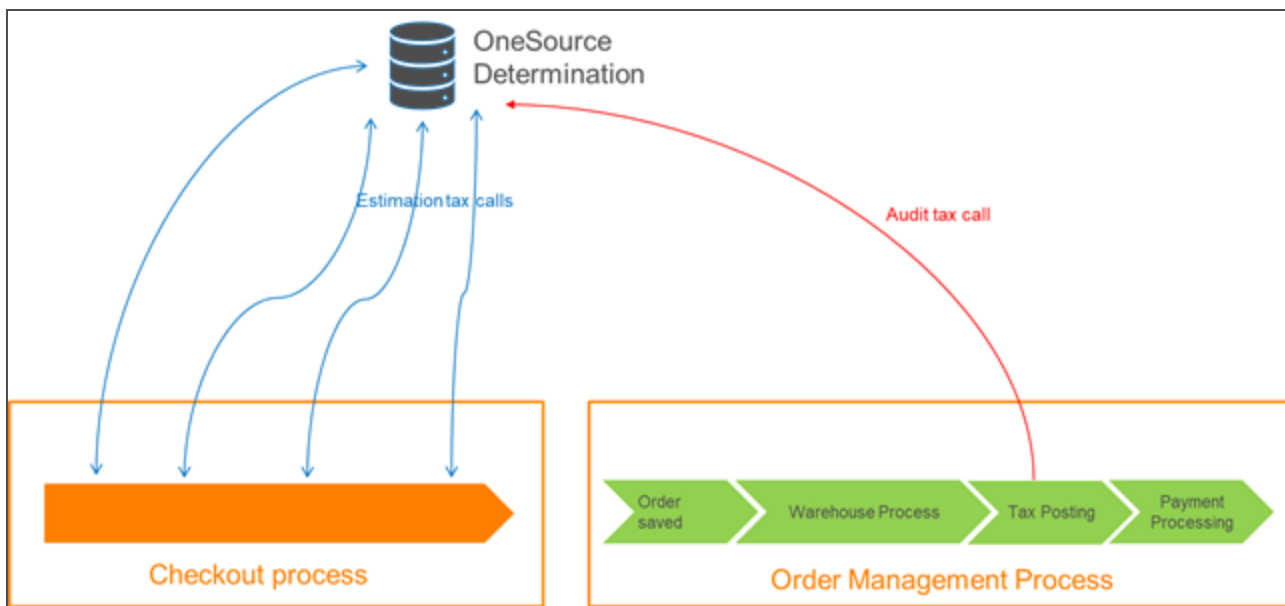 OneSource
Determination
Estimation tax calls
Audit tax call
Order
saved
Warehouse Process
Tax Posting
Payment
Processing
Checkout process
Order Management Process